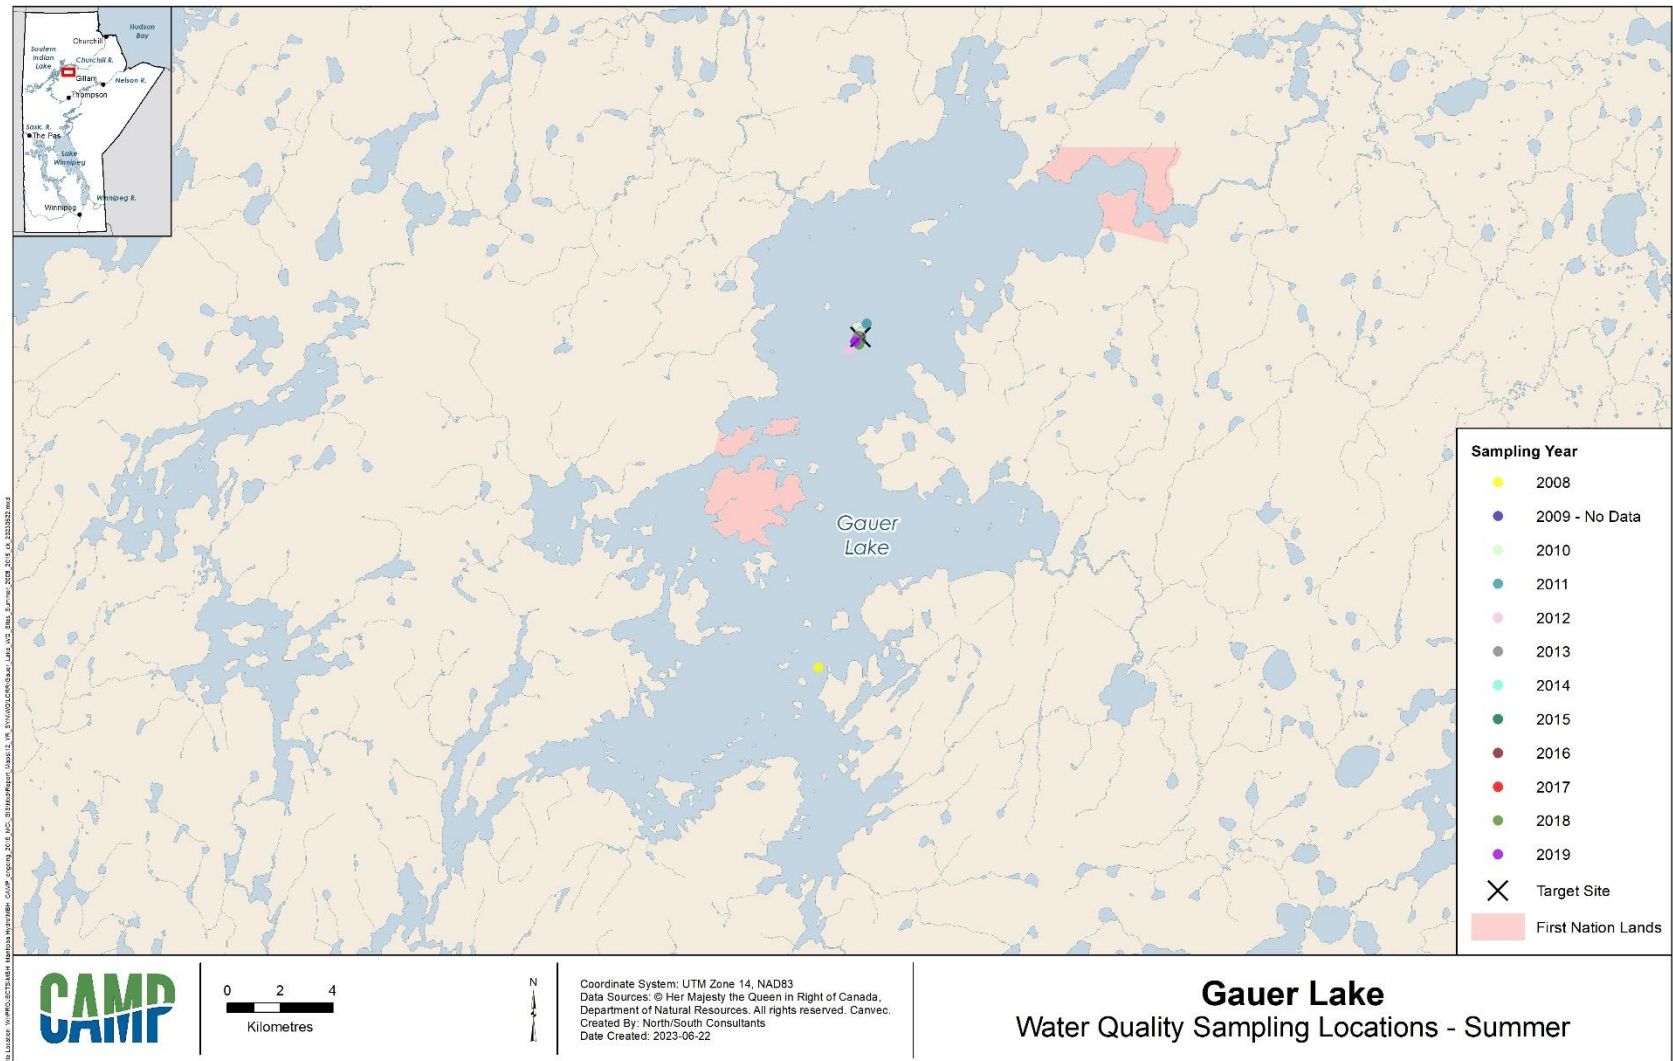 Hudson
Bay
Churchill
Southern
Indian
Lake
Churchill R.
Gillam
Nelson R.
Thompson
Sask. R.
The Pas
Lake
Winnipeg
Winnipeg R.
Winnipeg
Gauer
Lake
Sampling Year
2008
2009 - No Data
2010
2011
2012
2013
2014
2015
2016
2017
2018
2019
Target Site
First Nation Lands
CAMP
0 2 4
Kilometres
N
Coordinate System: UTM Zone 14, NAD83
Data Sources: © Her Majesty the Queen in Right of Canada,
Department of Natural Resources. All rights reserved. Canvec.
Created By: North/South Consultants
Date Created: 2023-06-22
Gauer Lake
Water Quality Sampling Locations - Summer